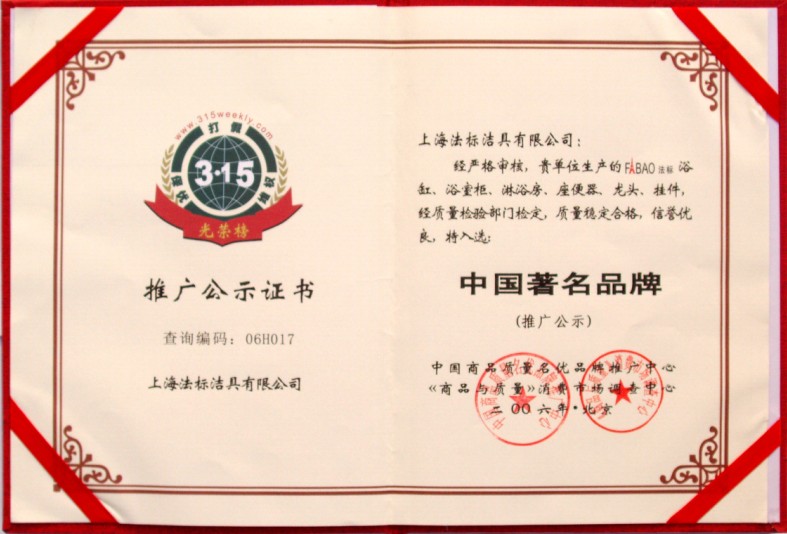 www.315weekly.com
打假
3·15
光荣榜
推广公示证书
查询编码：06H017
上海法标洁具有限公司
上海法标洁具有限公司：
经严格审核，贵单位生产的FABAO 法标 浴
缸、浴室柜、淋浴房、座便器、龙头、挂件，
经质量检验部门检定，质量稳定合格，信誉优
良，特入选：
中国著名品牌
(推广公示)
中国商品质量名优品牌推广中心
《商品与质量》消费市场调查中心
二〇〇六年·北京